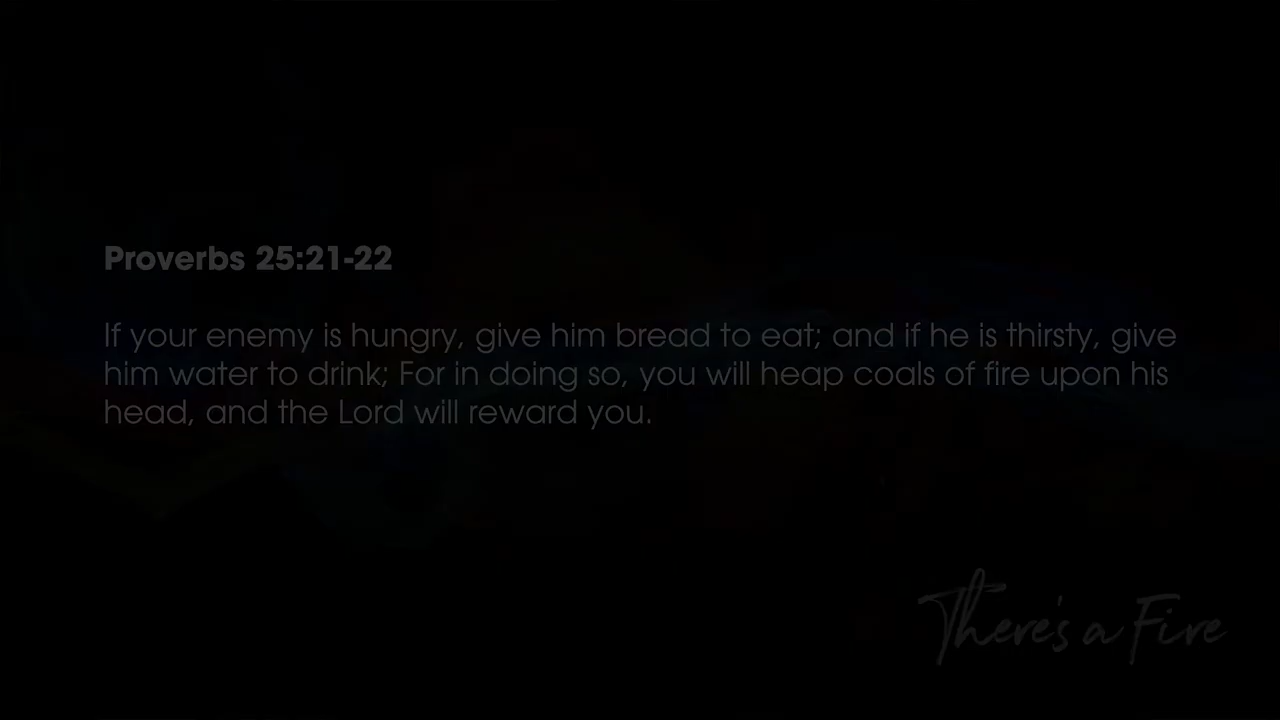 Proverbs 25:21-22
If your enemy is hungry, give him bread to eat; and if he is thirsty, give
him water to drink; For in doing so, you will heap coals of fire upon his
head, and the Lord will reward you.
There's a Fire